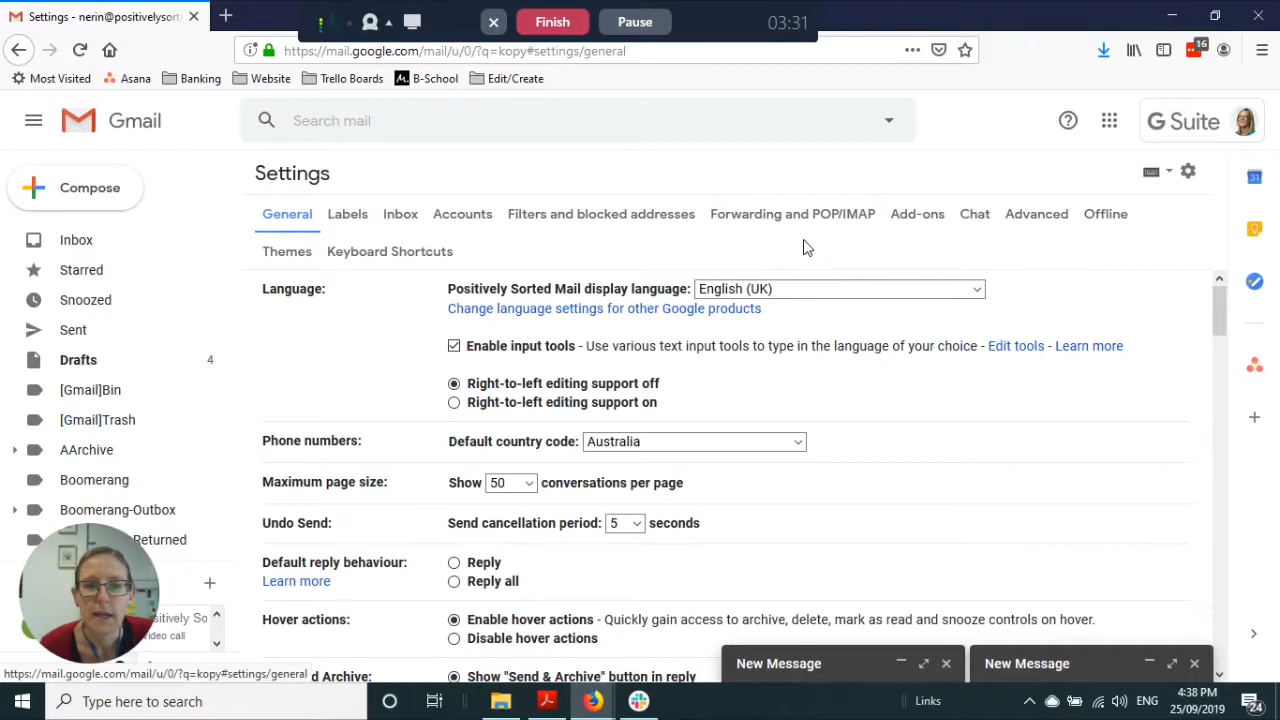 Settings - nerin@positivelysort
Finish
Pause
03:31
https://mail.google.com/mail/u/0/?q=kopy#settings/general
16
Most Visited
Asana
Banking
Website
Trello Boards
B-School
Edit/Create
Gmail
Search mail
G Suite
Compose
Settings
31
General
Labels
Inbox
Accounts
Filters and blocked addresses
Forwarding and POP/IMAP
Add-ons
Chat
Advanced
Offline
Themes
Keyboard Shortcuts
Inbox
Starred
Snoozed
Sent
Drafts 4
[Gmail]Bin
[Gmail]Trash
AArchive
Boomerang
Boomerang-Outbox
Returned
Language:
Positively Sorted Mail display language: English (UK)
Change language settings for other Google products
Enable input tools - Use various text input tools to type in the language of your choice - Edit tools - Learn more
Right-to-left editing support off
Right-to-left editing support on
Phone numbers:
Default country code: Australia
Maximum page size:
Show 50 conversations per page
Undo Send:
Send cancellation period: 5 seconds
Default reply behaviour:
Learn more
Reply
Reply all
Hover actions:
Enable hover actions - Quickly gain access to archive, delete, mark as read and snooze controls on hover.
Disable hover actions
Archive:
Show "Send & Archive" button in reply
ositively So
ideo call
New Message
New Message
https://mail.google.com/mail/u/0/?q=kopy#settings/general
Type here to search
Links
ENG
4:38 PM
25/09/2019
24